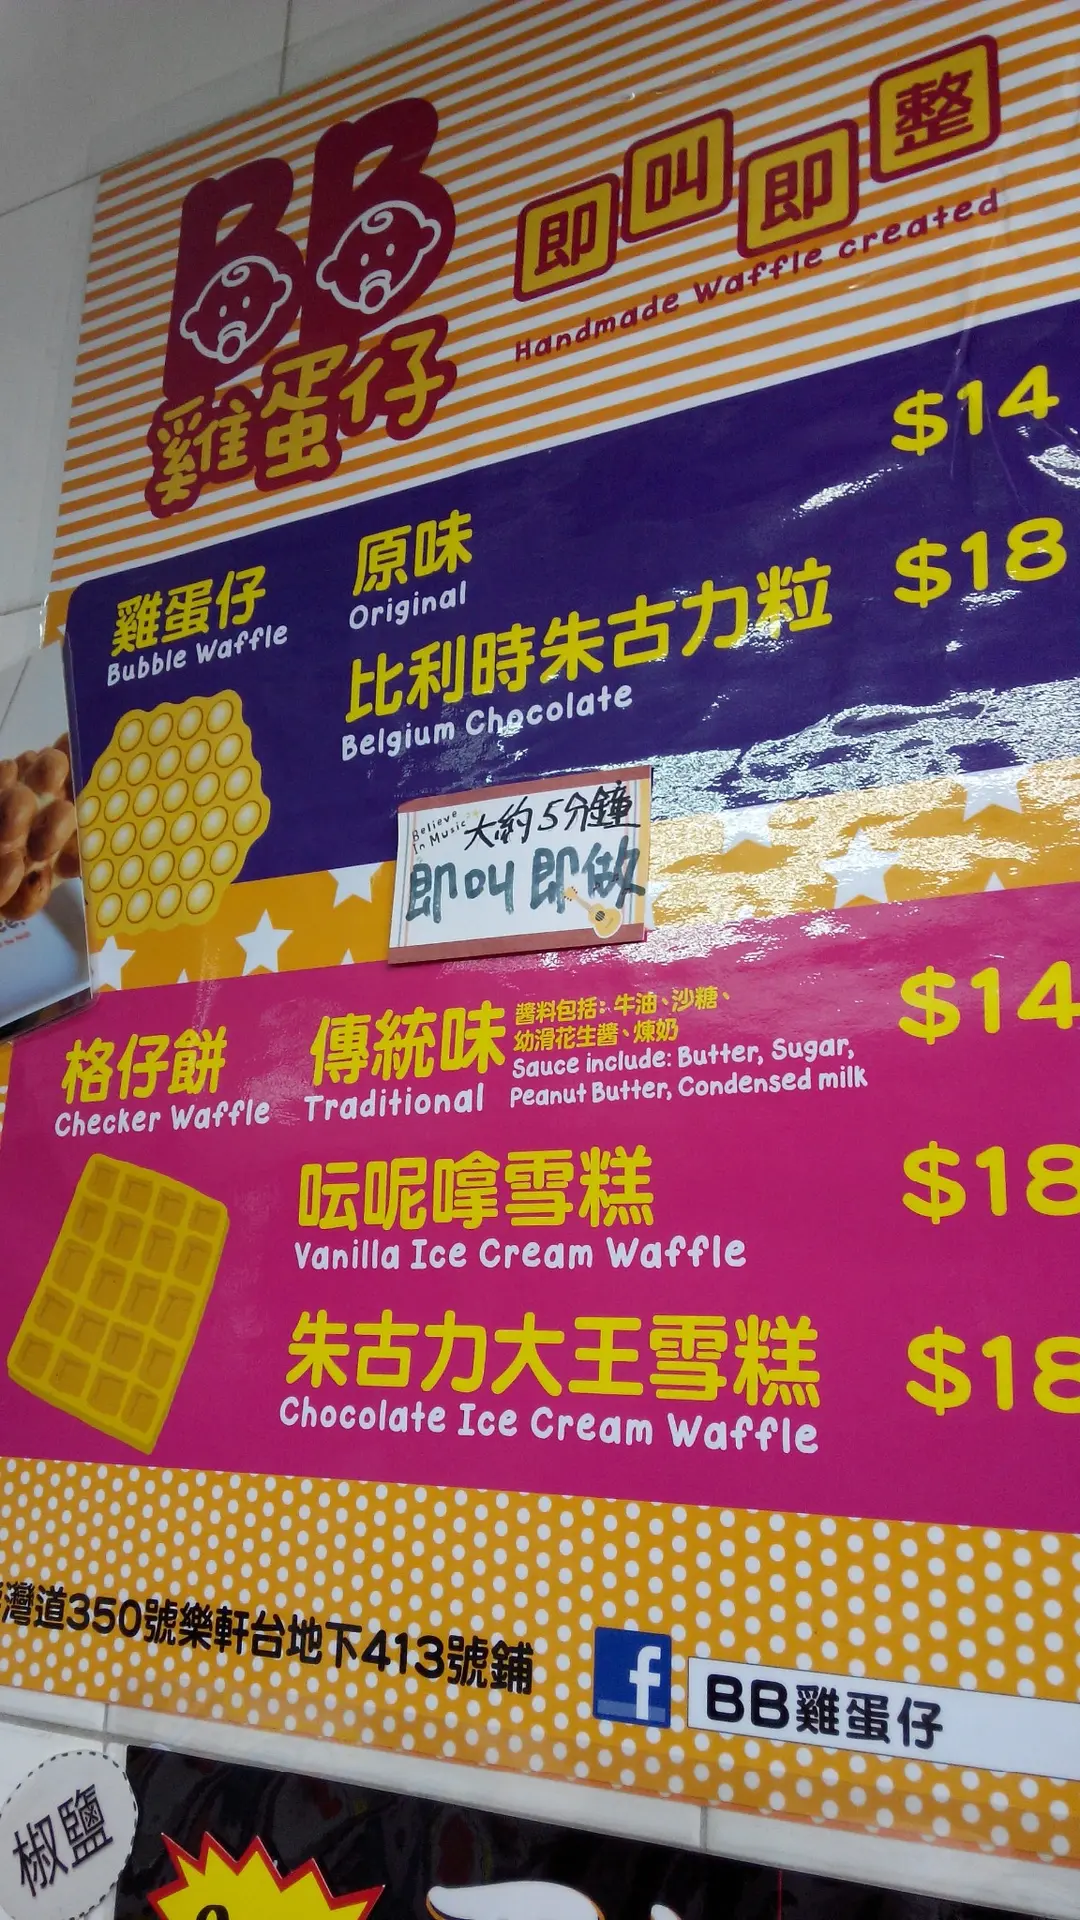 BB
雞蛋仔
即叫即整
Handmade Waffle created
雞蛋仔
Bubble Waffle
原味
Original
$14
比利時朱古力粒
Belgium Chocolate
$18
Believe
In Music
大約5分鐘
即叫即做
格仔餅
Checker Waffle
傳統味
Traditional
醬料包括:牛油、沙糖、
幼滑花生醬、煉奶
Sauce include: Butter, Sugar,
Peanut Butter, Condensed milk
$14
呍呢嗱雪糕
Vanilla Ice Cream Waffle
$18
朱古力大王雪糕
Chocolate Ice Cream Waffle
$18
灣道350號樂軒台地下413號鋪
f
BB雞蛋仔
椒鹽